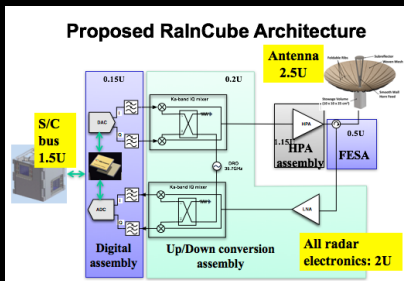 Proposed RaInCube Architecture
Antenna
2.5U
0.15U
0.2U
S/C
bus
1.5U
Ka-band IQ mixer
DAC
I
Q
HPA
1.15U
HPA
assembly
0.5U
FESA
DRO
35.7GHz
Ka-band IQ mixer
ADC
I
Q
LNA
Digital
assembly
Up/Down conversion
assembly
All radar
electronics: 2U